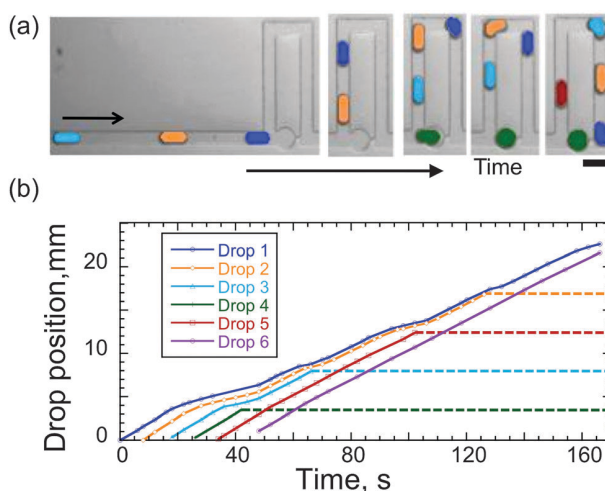 (a)
Time
(b)
Drop position,mm
20
10
0
Drop 1
Drop 2
Drop 3
Drop 4
Drop 5
Drop 6
0
40
80
120
160
Time, s